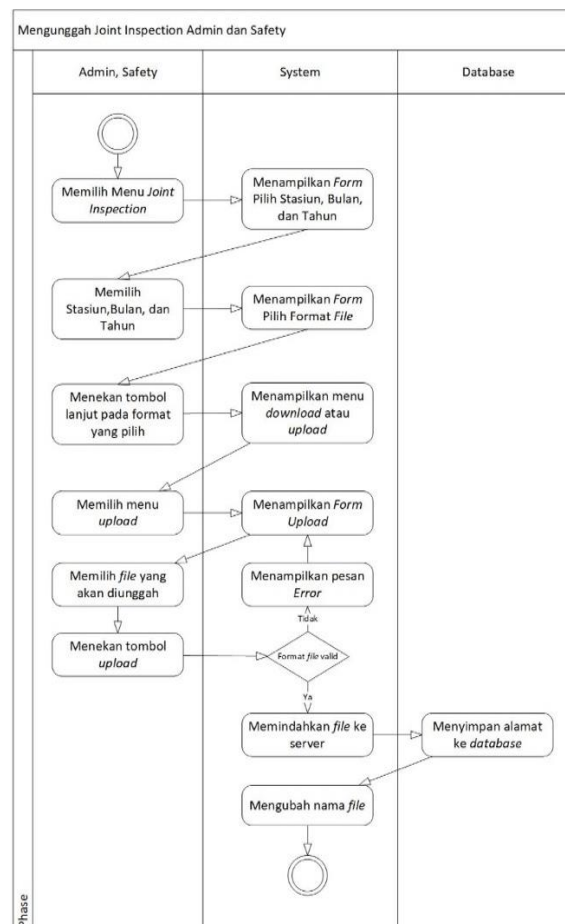 Mengunggah Joint Inspection Admin dan Safety
Admin, Safety
System
Database
Memilih Menu Joint
Inspection
Menampilkan Form
Pilih Stasiun, Bulan,
dan Tahun
Memilih
Stasiun,Bulan, dan
Tahun
Menampilkan Form
Pilih Format File
Menekan tombol
lanjut pada format
yang pilih
Menampilkan menu
download atau
upload
Memilih menu
upload
Menampilkan Form
Upload
Memilih file yang
akan diunggah
Menampilkan pesan
Error
Tidak
Menekan tombol
upload
Format file valid
Ya
Memindahkan file ke
server
Menyimpan alamat
ke database
Mengubah nama file
Phase